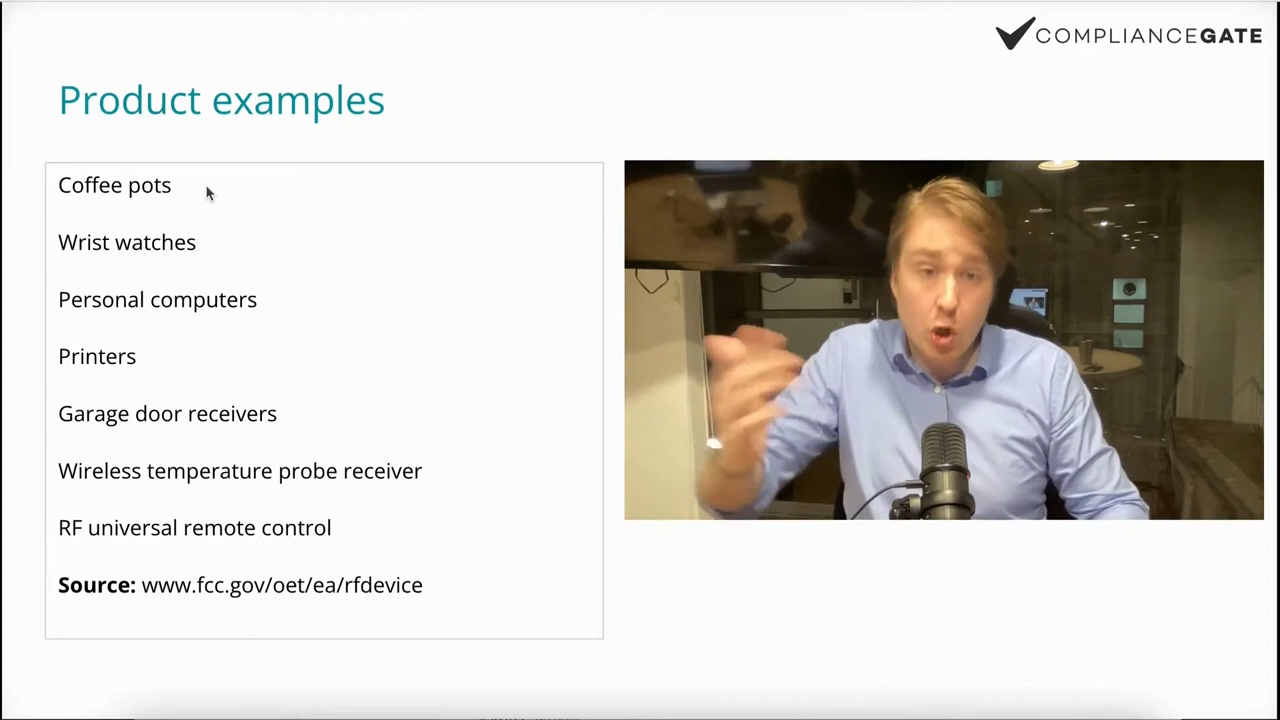 COMPLIANCEGATE
Product examples
Coffee pots
Wrist watches
Personal computers
Printers
Garage door receivers
Wireless temperature probe receiver
RF universal remote control
Source: www.fcc.gov/oet/ea/rfdevice